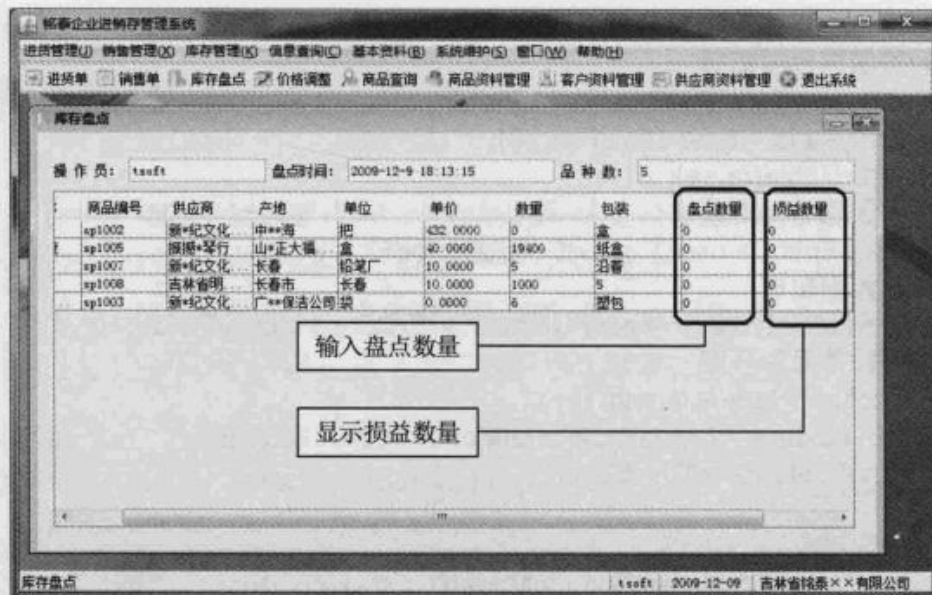 铭泰企业进销存管理系统
进货管理(J) 销售管理(X) 库存管理(K) 信息查询(C) 基本资料(B) 系统维护(S) 窗口(W) 帮助(H)
进货单 销售单 库存盘点 价格调整 商品查询 商品资料管理 客户资料管理 供应商资料管理 退出系统
库存盘点
操 作 员: tsoft 盘点时间: 2009-12-9 18:13:15 品 种 数: 5
商品编号 供应商 产地 单位 单价 数量 包装 盘点数量 损益数量
sp1002 新*纪文化 中**海 把 432.0000 0 盒 0 0
sp1005 山*正大福... 盒 40.0000 19400 纸盒 0 0
sp1007 新*纪文化... 长春 铅笔厂 10.0000 5 0 0
sp1008 吉林省明... 长春市 长春 10.0000 1000 5 0 0
sp1003 新*纪文化... 广**保洁公司 袋 0.0000 6 塑包 0 0
输入盘点数量
显示损益数量
库存盘点 tsoft 2009-12-09 吉林省铭泰××有限公司